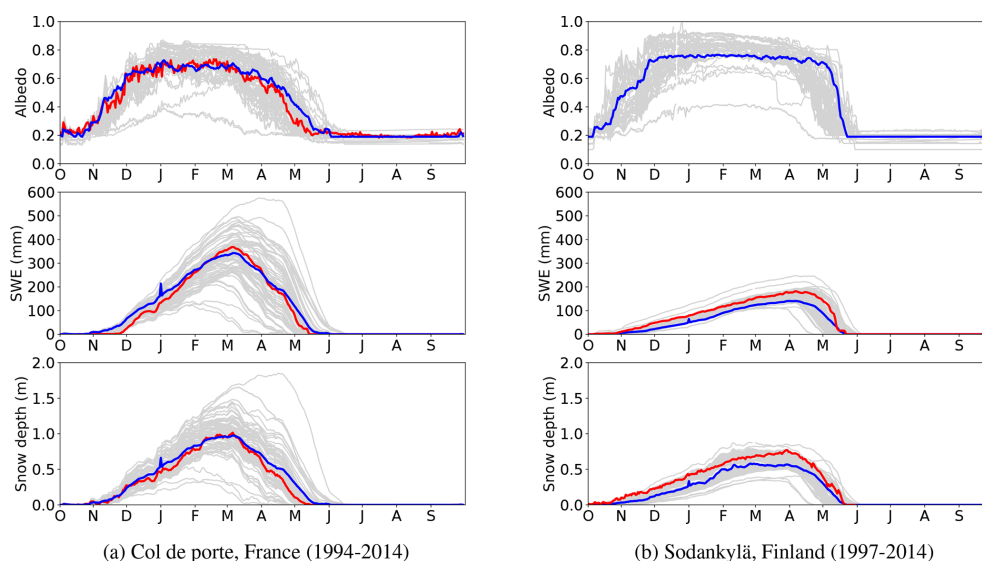 1.0
0.8
0.6
0.4
0.2
0.0
Albedo
O N D J F M A M J J A S
600
500
400
300
200
100
0
SWE (mm)
O N D J F M A M J J A S
2.0
1.5
1.0
0.5
0.0
Snow depth (m)
O N D J F M A M J J A S
(a) Col de porte, France (1994-2014)
1.0
0.8
0.6
0.4
0.2
0.0
Albedo
O N D J F M A M J J A S
600
500
400
300
200
100
0
SWE (mm)
O N D J F M A M J J A S
2.0
1.5
1.0
0.5
0.0
Snow depth (m)
O N D J F M A M J J A S
(b) Sodankylä, Finland (1997-2014)